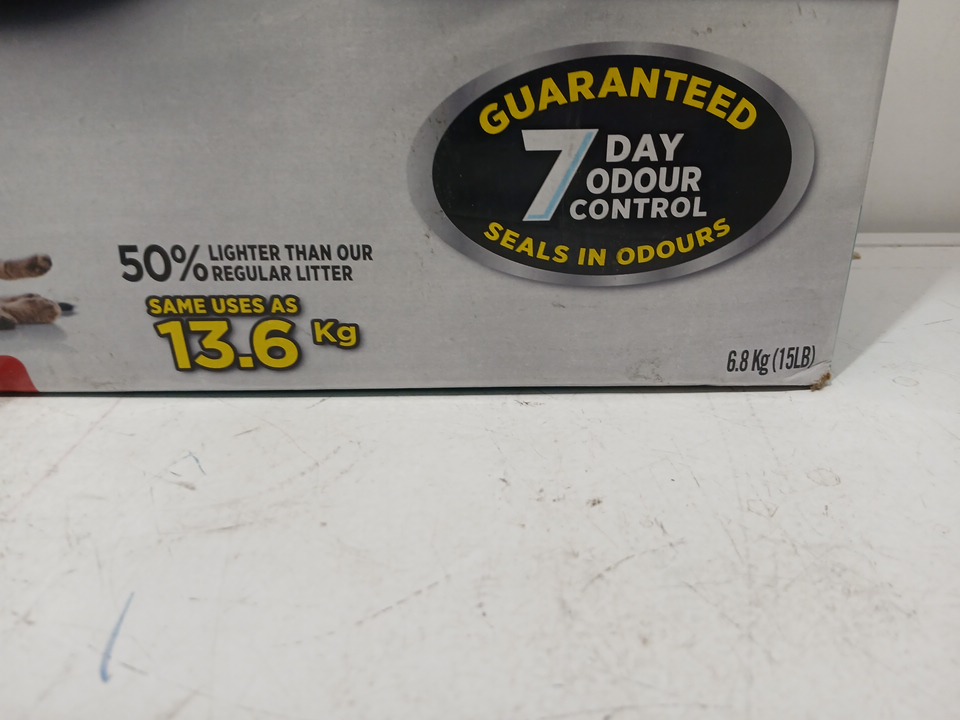 GUARANTEED
7 DAY
ODOUR
CONTROL
SEALS IN ODOURS
50% LIGHTER THAN OUR
REGULAR LITTER
SAME USES AS
13.6 Kg
6.8 Kg (15LB)